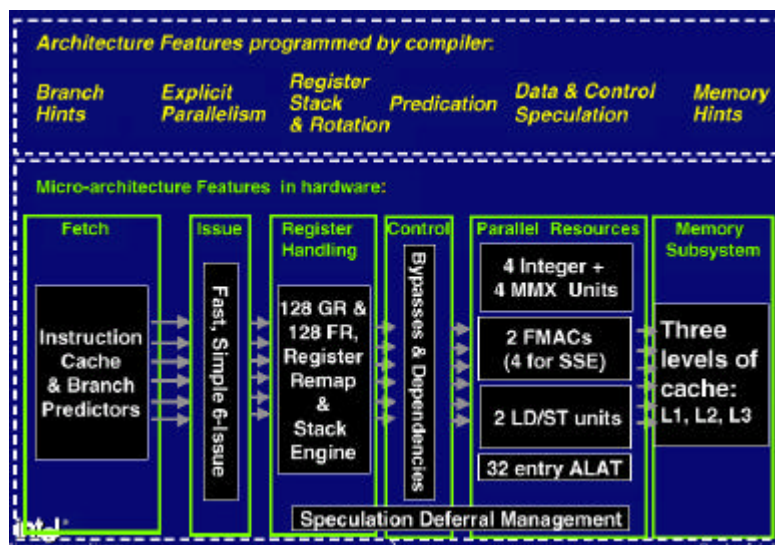 Architecture Features programmed by compiler:
Branch
Hints
Explicit
Parallelism
Register
Stack
& Rotation
Predication
Data & Control
Speculation
Memory
Hints
Micro-architecture Features in hardware:
Fetch
Instruction
Cache
& Branch
Predictors
Issue
Fast, Simple 6-Issue
Register
Handling
128 GR &
128 FR,
Register
Remap
&
Stack
Engine
Control
Bypasses & Dependencies
Parallel Resources
4 Integer +
4 MMX Units
2 FMACs
(4 for SSE)
2 LD/ST units
32 entry ALAT
Memory
Subsystem
Three
levels of
cache:
L1, L2, L3
Speculation Deferral Management
intel®